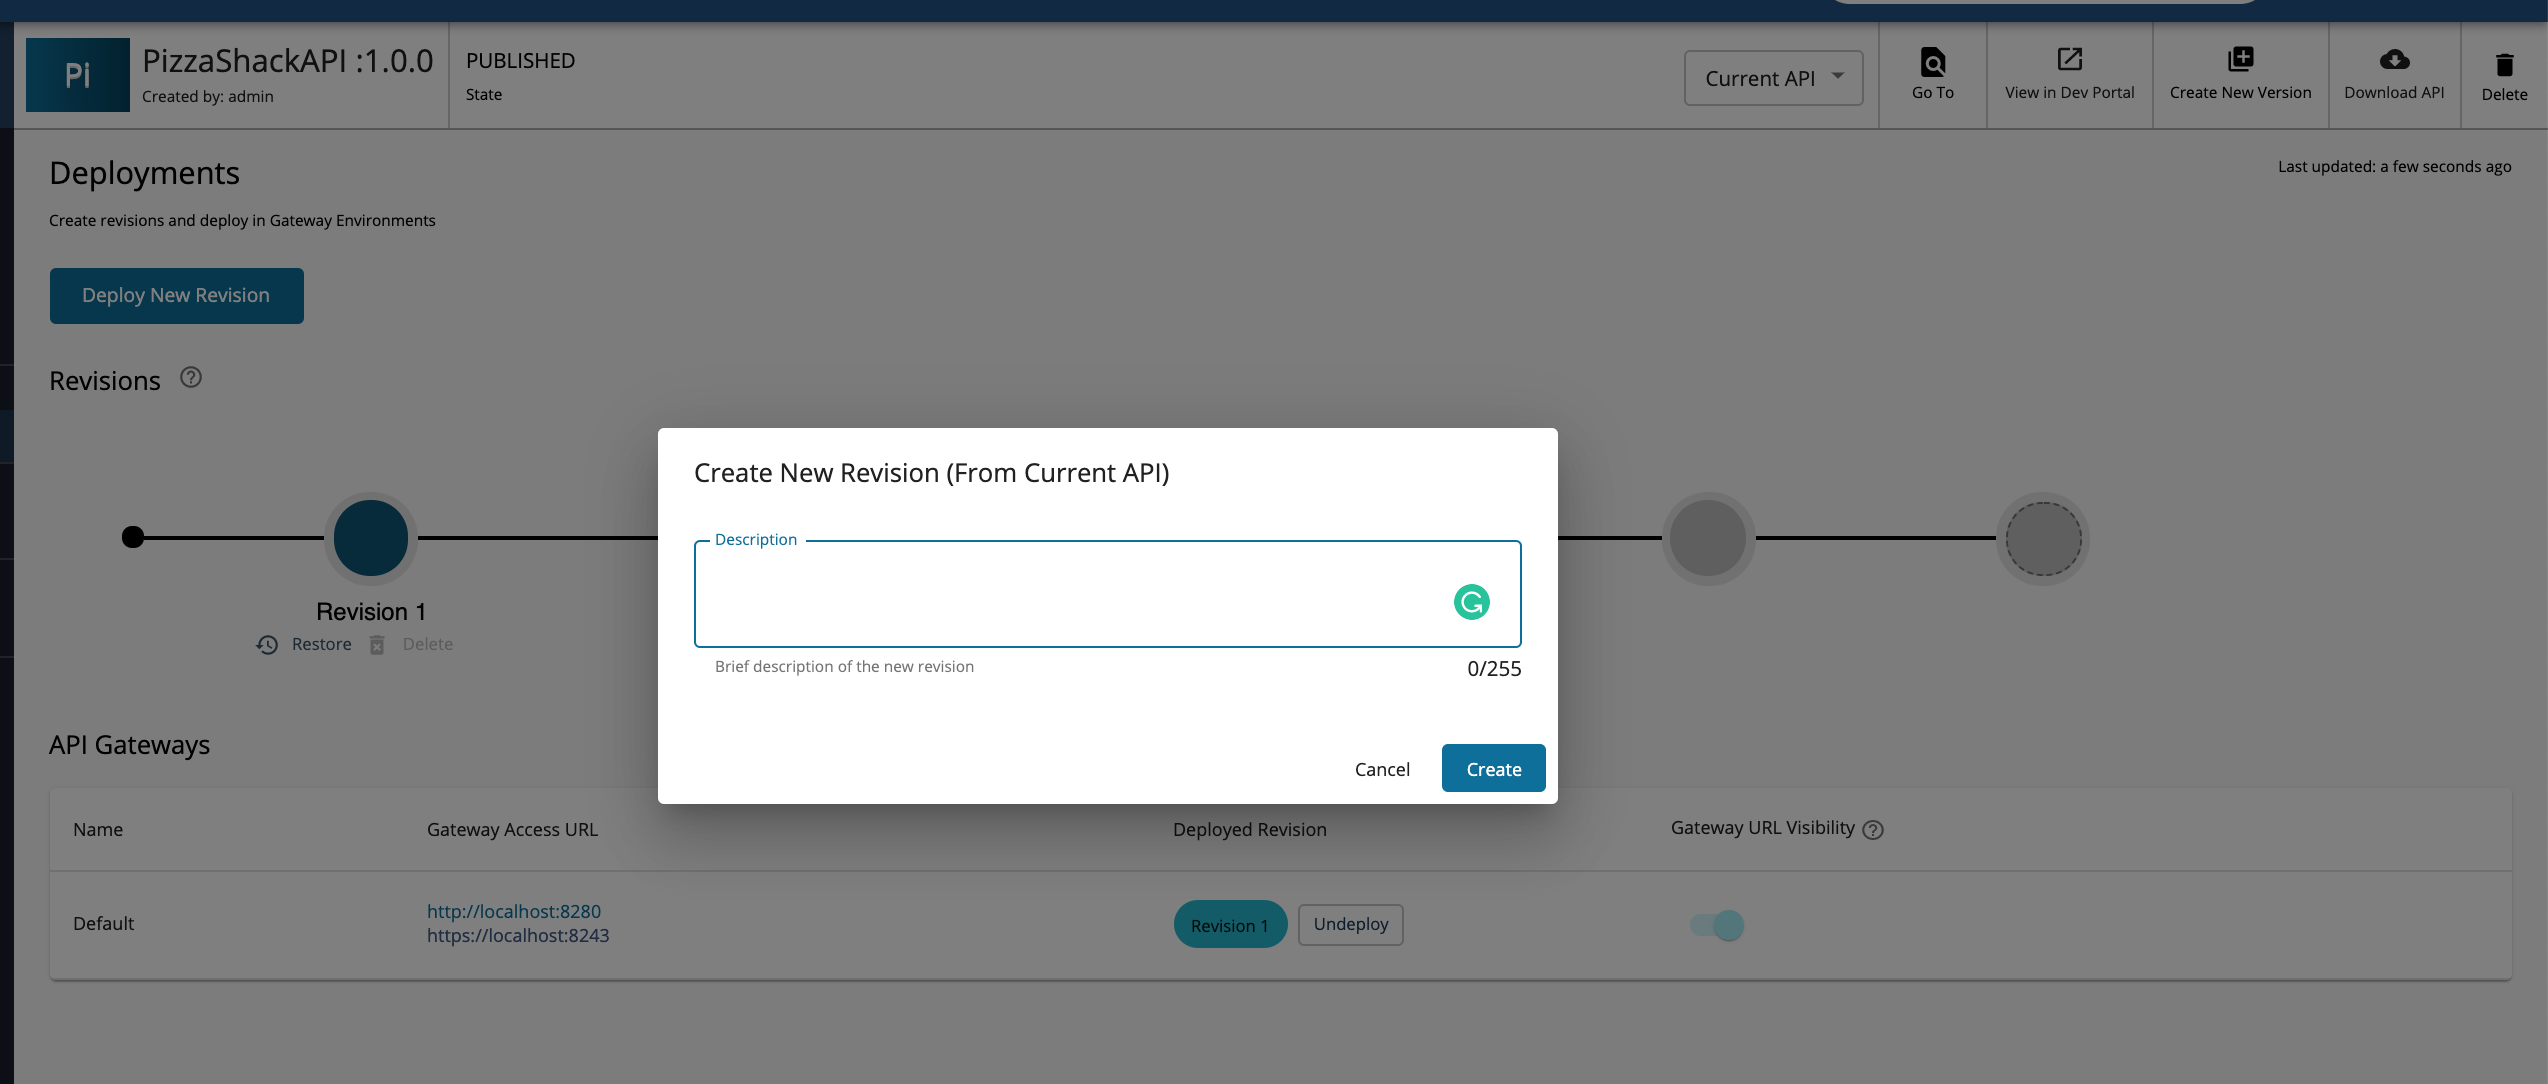 Pi
PizzaShackAPI :1.0.0
Created by: admin
PUBLISHED
State
Current API
Go To
View in Dev Portal
Create New Version
Download API
Delete
Deployments
Last updated: a few seconds ago
Create revisions and deploy in Gateway Environments
Deploy New Revision
Revisions
Revision 1
Restore
Delete
Create New Revision (From Current API)
Description
Brief description of the new revision
0/255
Cancel
Create
API Gateways
Name
Gateway Access URL
Deployed Revision
Gateway URL Visibility
Default
http://localhost:8280
https://localhost:8243
Revision 1
Undeploy